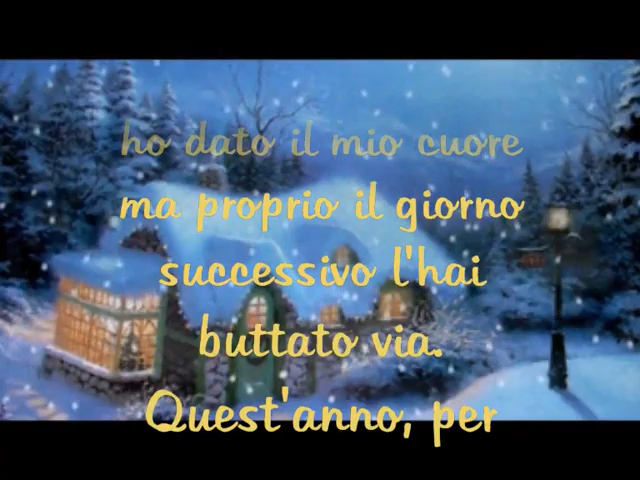 ho dato il mio cuore
ma proprio il giorno
successivo l'hai
buttato via.
Quest'anno, per